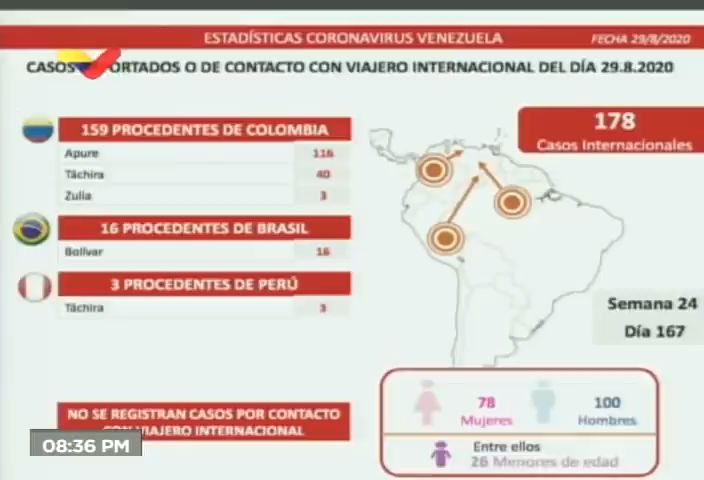 ESTADÍSTICAS CORONAVIRUS VENEZUELA
FECHA 29/8/2020
CASOS PORTADOS O DE CONTACTO CON VIAJERO INTERNACIONAL DEL DÍA 29.8.2020
159 PROCEDENTES DE COLOMBIA
Apure 116
Táchira 40
Zulia 3
16 PROCEDENTES DE BRASIL
Bolívar 16
3 PROCEDENTES DE PERÚ
Táchira 3
178
Casos Internacionales
Semana 24
Día 167
NO SE REGISTRAN CASOS POR CONTACTO
CON VIAJERO INTERNACIONAL
78
Mujeres
100
Hombres
Entre ellos
26 Menores de edad
08:36 PM